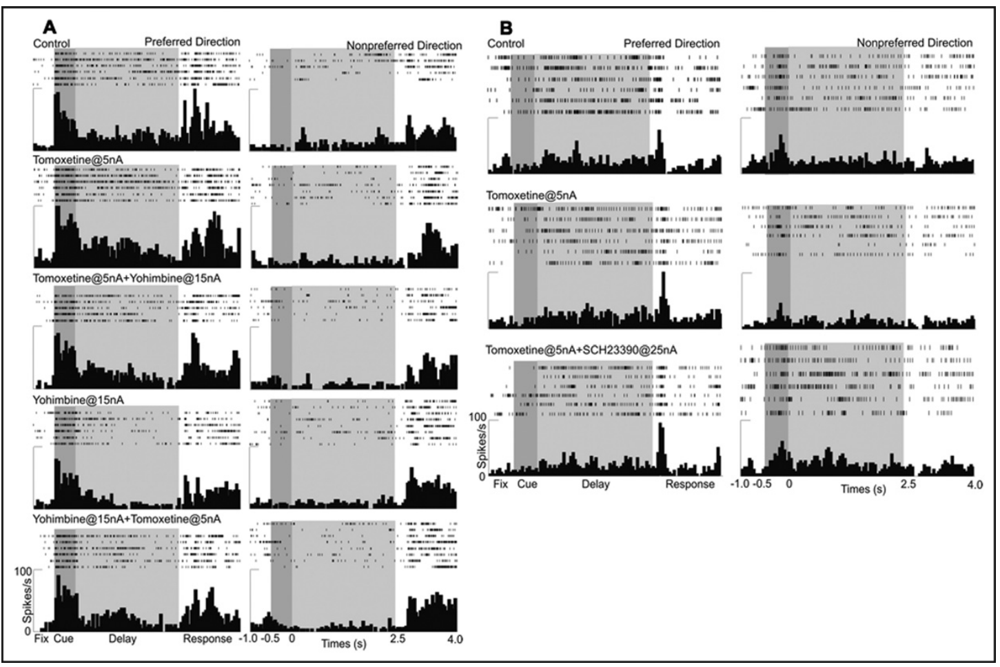 A
Control
Preferred Direction
Nonpreferred Direction
Tomoxetine@5nA
Tomoxetine@5nA+Yohimbine@15nA
Yohimbine@15nA
Yohimbine@15nA+Tomoxetine@5nA
100
Spikes/s
0
Fix Cue Delay Response -1.0 -0.5 0 2.5 4.0
Times (s)
B
Control
Preferred Direction
Nonpreferred Direction
Tomoxetine@5nA
Tomoxetine@5nA+SCH23390@25nA
100
Spikes/s
0
Fix Cue Delay Response -1.0 -0.5 0 2.5 4.0
Times (s)